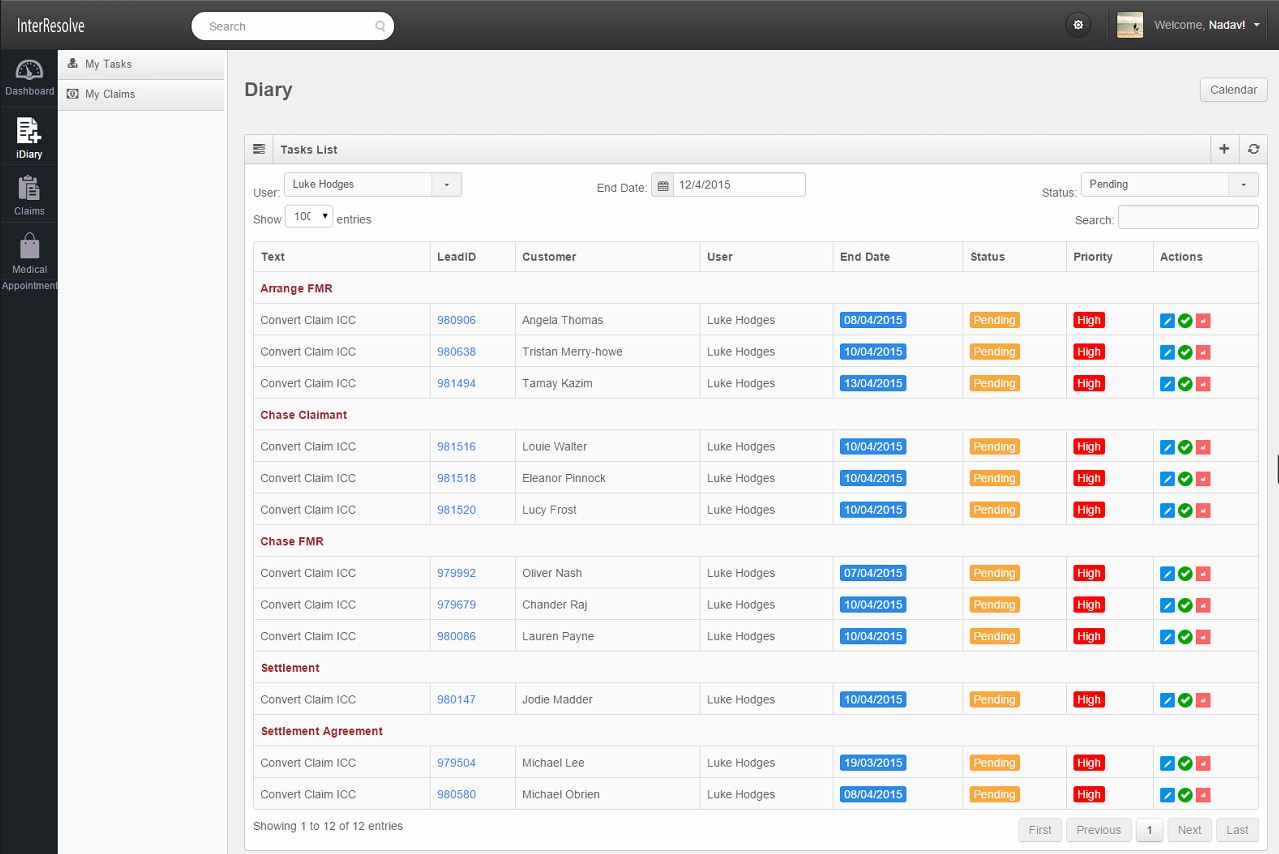 InterResolve Search Welcome, Nadav!
Dashboard
iDiary
Claims
Medical
Appointment
My Tasks
My Claims
Diary Calendar
Tasks List
User: Luke Hodges End Date: 12/4/2015 Status: Pending
Show 100 entries Search:
Text LeadID Customer User End Date Status Priority Actions
Arrange FMR
Convert Claim ICC 980906 Angela Thomas Luke Hodges 08/04/2015 Pending High
Convert Claim ICC 980638 Tristan Merry-howe Luke Hodges 10/04/2015 Pending High
Convert Claim ICC 981494 Tamay Kazim Luke Hodges 13/04/2015 Pending High
Chase Claimant
Convert Claim ICC 981516 Louie Walter Luke Hodges 10/04/2015 Pending High
Convert Claim ICC 981518 Eleanor Pinnock Luke Hodges 10/04/2015 Pending High
Convert Claim ICC 981520 Lucy Frost Luke Hodges 10/04/2015 Pending High
Chase FMR
Convert Claim ICC 979992 Oliver Nash Luke Hodges 07/04/2015 Pending High
Convert Claim ICC 979679 Chander Raj Luke Hodges 10/04/2015 Pending High
Convert Claim ICC 980086 Lauren Payne Luke Hodges 10/04/2015 Pending High
Settlement
Convert Claim ICC 980147 Jodie Madder Luke Hodges 10/04/2015 Pending High
Settlement Agreement
Convert Claim ICC 979504 Michael Lee Luke Hodges 19/03/2015 Pending High
Convert Claim ICC 980580 Michael Obrien Luke Hodges 08/04/2015 Pending High
Showing 1 to 12 of 12 entries First Previous 1 Next Last